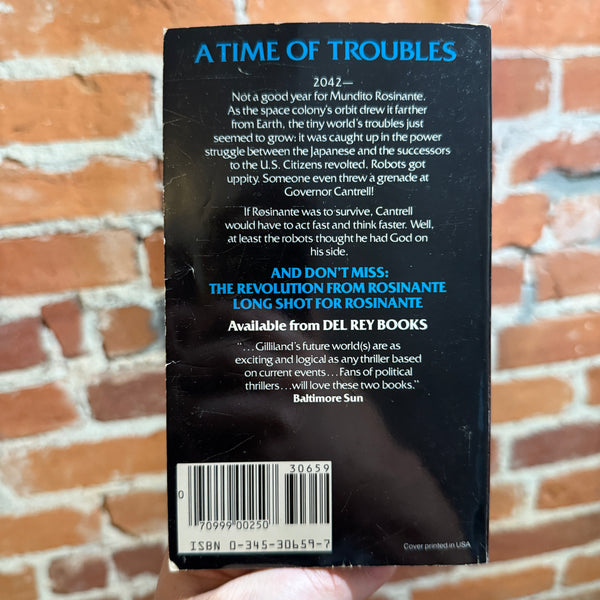 A TIME OF TROUBLES
2042—
Not a good year for Mundito Rosinante.
As the space colony's orbit drew it farther
from Earth, the tiny world's troubles just
seemed to grow: it was caught up in the power
struggle between the Japanese and the successors
to the U.S. Citizens revolted. Robots got
uppity. Someone even threw a grenade at
Governor Cantrell!
If Rosinante was to survive, Cantrell
would have to act fast and think faster. Well,
at least the robots thought he had God on
his side.
AND DON'T MISS:
THE REVOLUTION FROM ROSINANTE
LONG SHOT FOR ROSINANTE
Available from DEL REY BOOKS
"...Gilliland's future world(s) are as
exciting and logical as any thriller based
on current events...Fans of political
thrillers...will love these two books."
Baltimore Sun
30659
0
70999 00250
ISBN 0-345-30659-7
Cover printed in USA